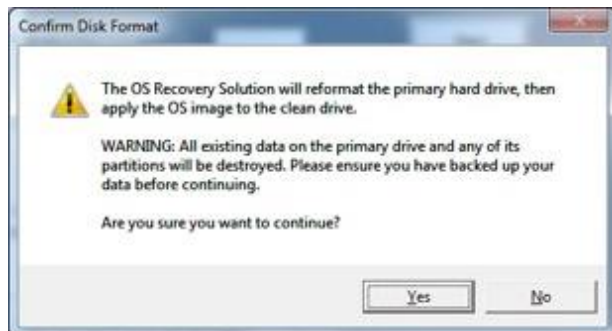 Confirm Disk Format
The OS Recovery Solution will reformat the primary hard drive, then
apply the OS image to the clean drive.
WARNING: All existing data on the primary drive and any of its
partitions will be destroyed. Please ensure you have backed up your
data before continuing.
Are you sure you want to continue?
Yes No